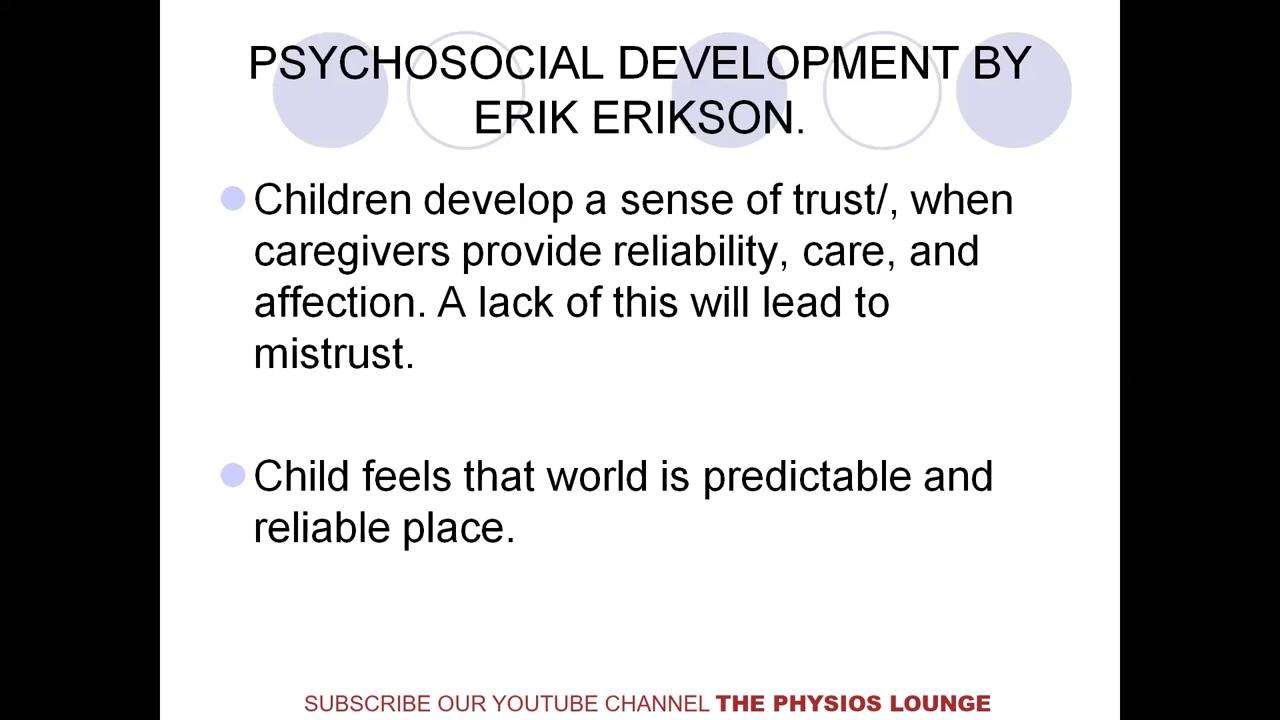 PSYCHOSOCIAL DEVELOPMENT BY
ERIK ERIKSON.
Children develop a sense of trust/, when
caregivers provide reliability, care, and
affection. A lack of this will lead to
mistrust.
Child feels that world is predictable and
reliable place.
SUBSCRIBE OUR YOUTUBE CHANNEL THE PHYSIOS LOUNGE